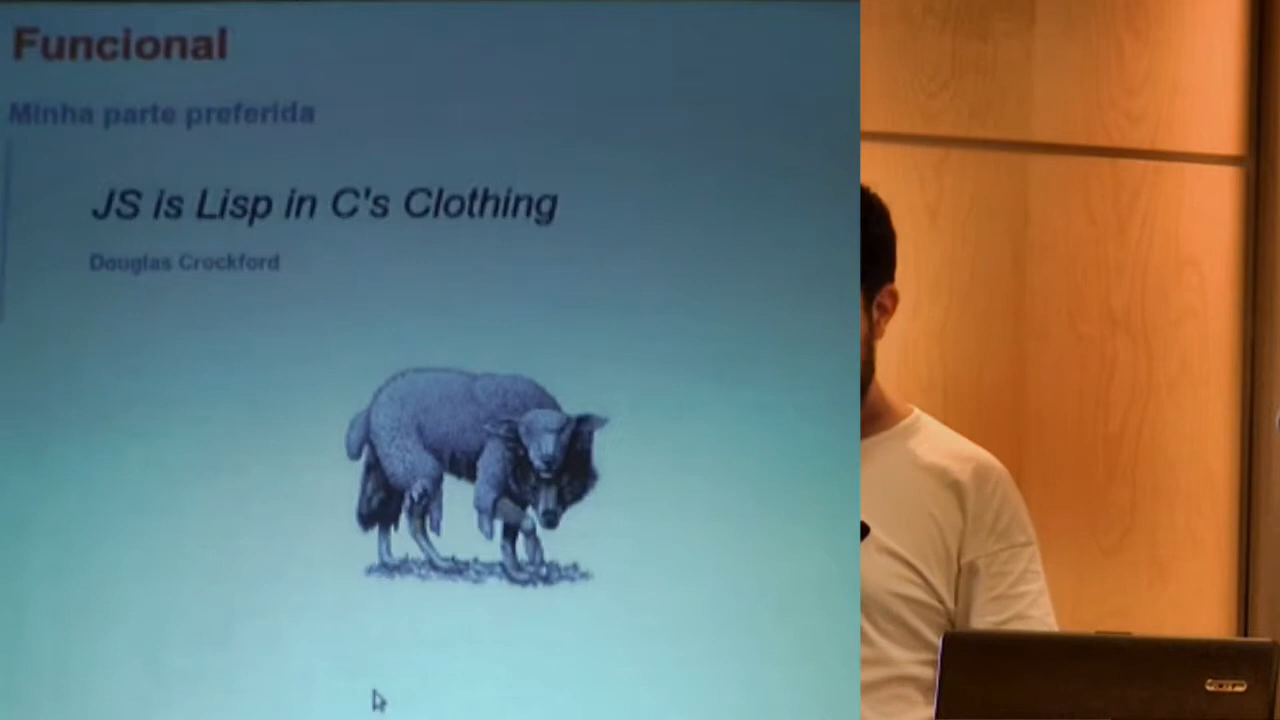 Funcional
Minha parte preferida
JS is Lisp in C's Clothing
Douglas Crockford